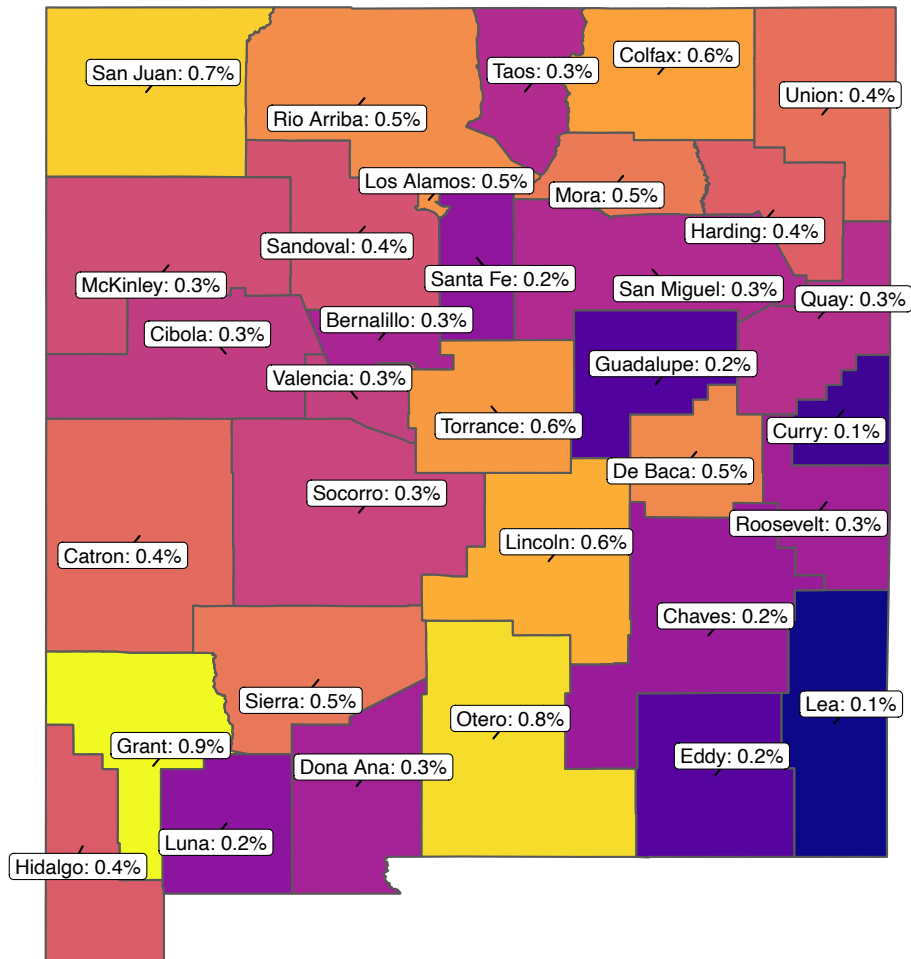 Colfax: 0.6%
San Juan: 0.7%
Taos: 0.3%
Union: 0.4%
Rio Arriba: 0.5%
Los Alamos: 0.5%
Mora: 0.5%
Harding: 0.4%
Sandoval: 0.4%
McKinley: 0.3%
Santa Fe: 0.2%
San Miguel: 0.3%
Quay: 0.3%
Bernalillo: 0.3%
Cibola: 0.3%
Guadalupe: 0.2%
Valencia: 0.3%
Torrance: 0.6%
Curry: 0.1%
De Baca: 0.5%
Socorro: 0.3%
Roosevelt: 0.3%
Lincoln: 0.6%
Catron: 0.4%
Chaves: 0.2%
Sierra: 0.5%
Lea: 0.1%
Otero: 0.8%
Grant: 0.9%
Eddy: 0.2%
Dona Ana: 0.3%
Luna: 0.2%
Hidalgo: 0.4%